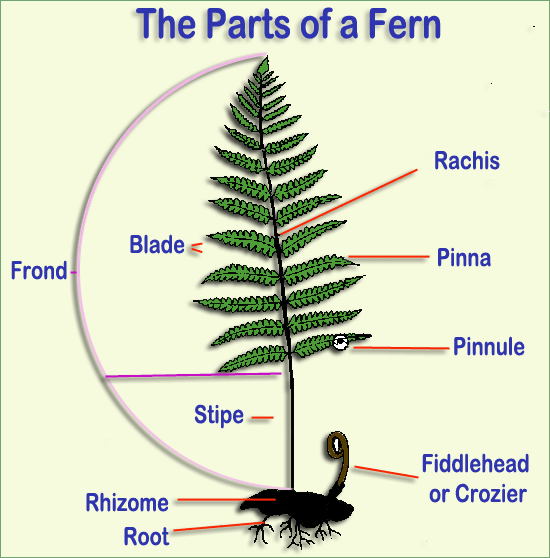 The Parts of a Fern
Rachis
Blade
Pinna
Frond
Pinnule
Stipe
Fiddlehead
or Crozier
Rhizome
Root